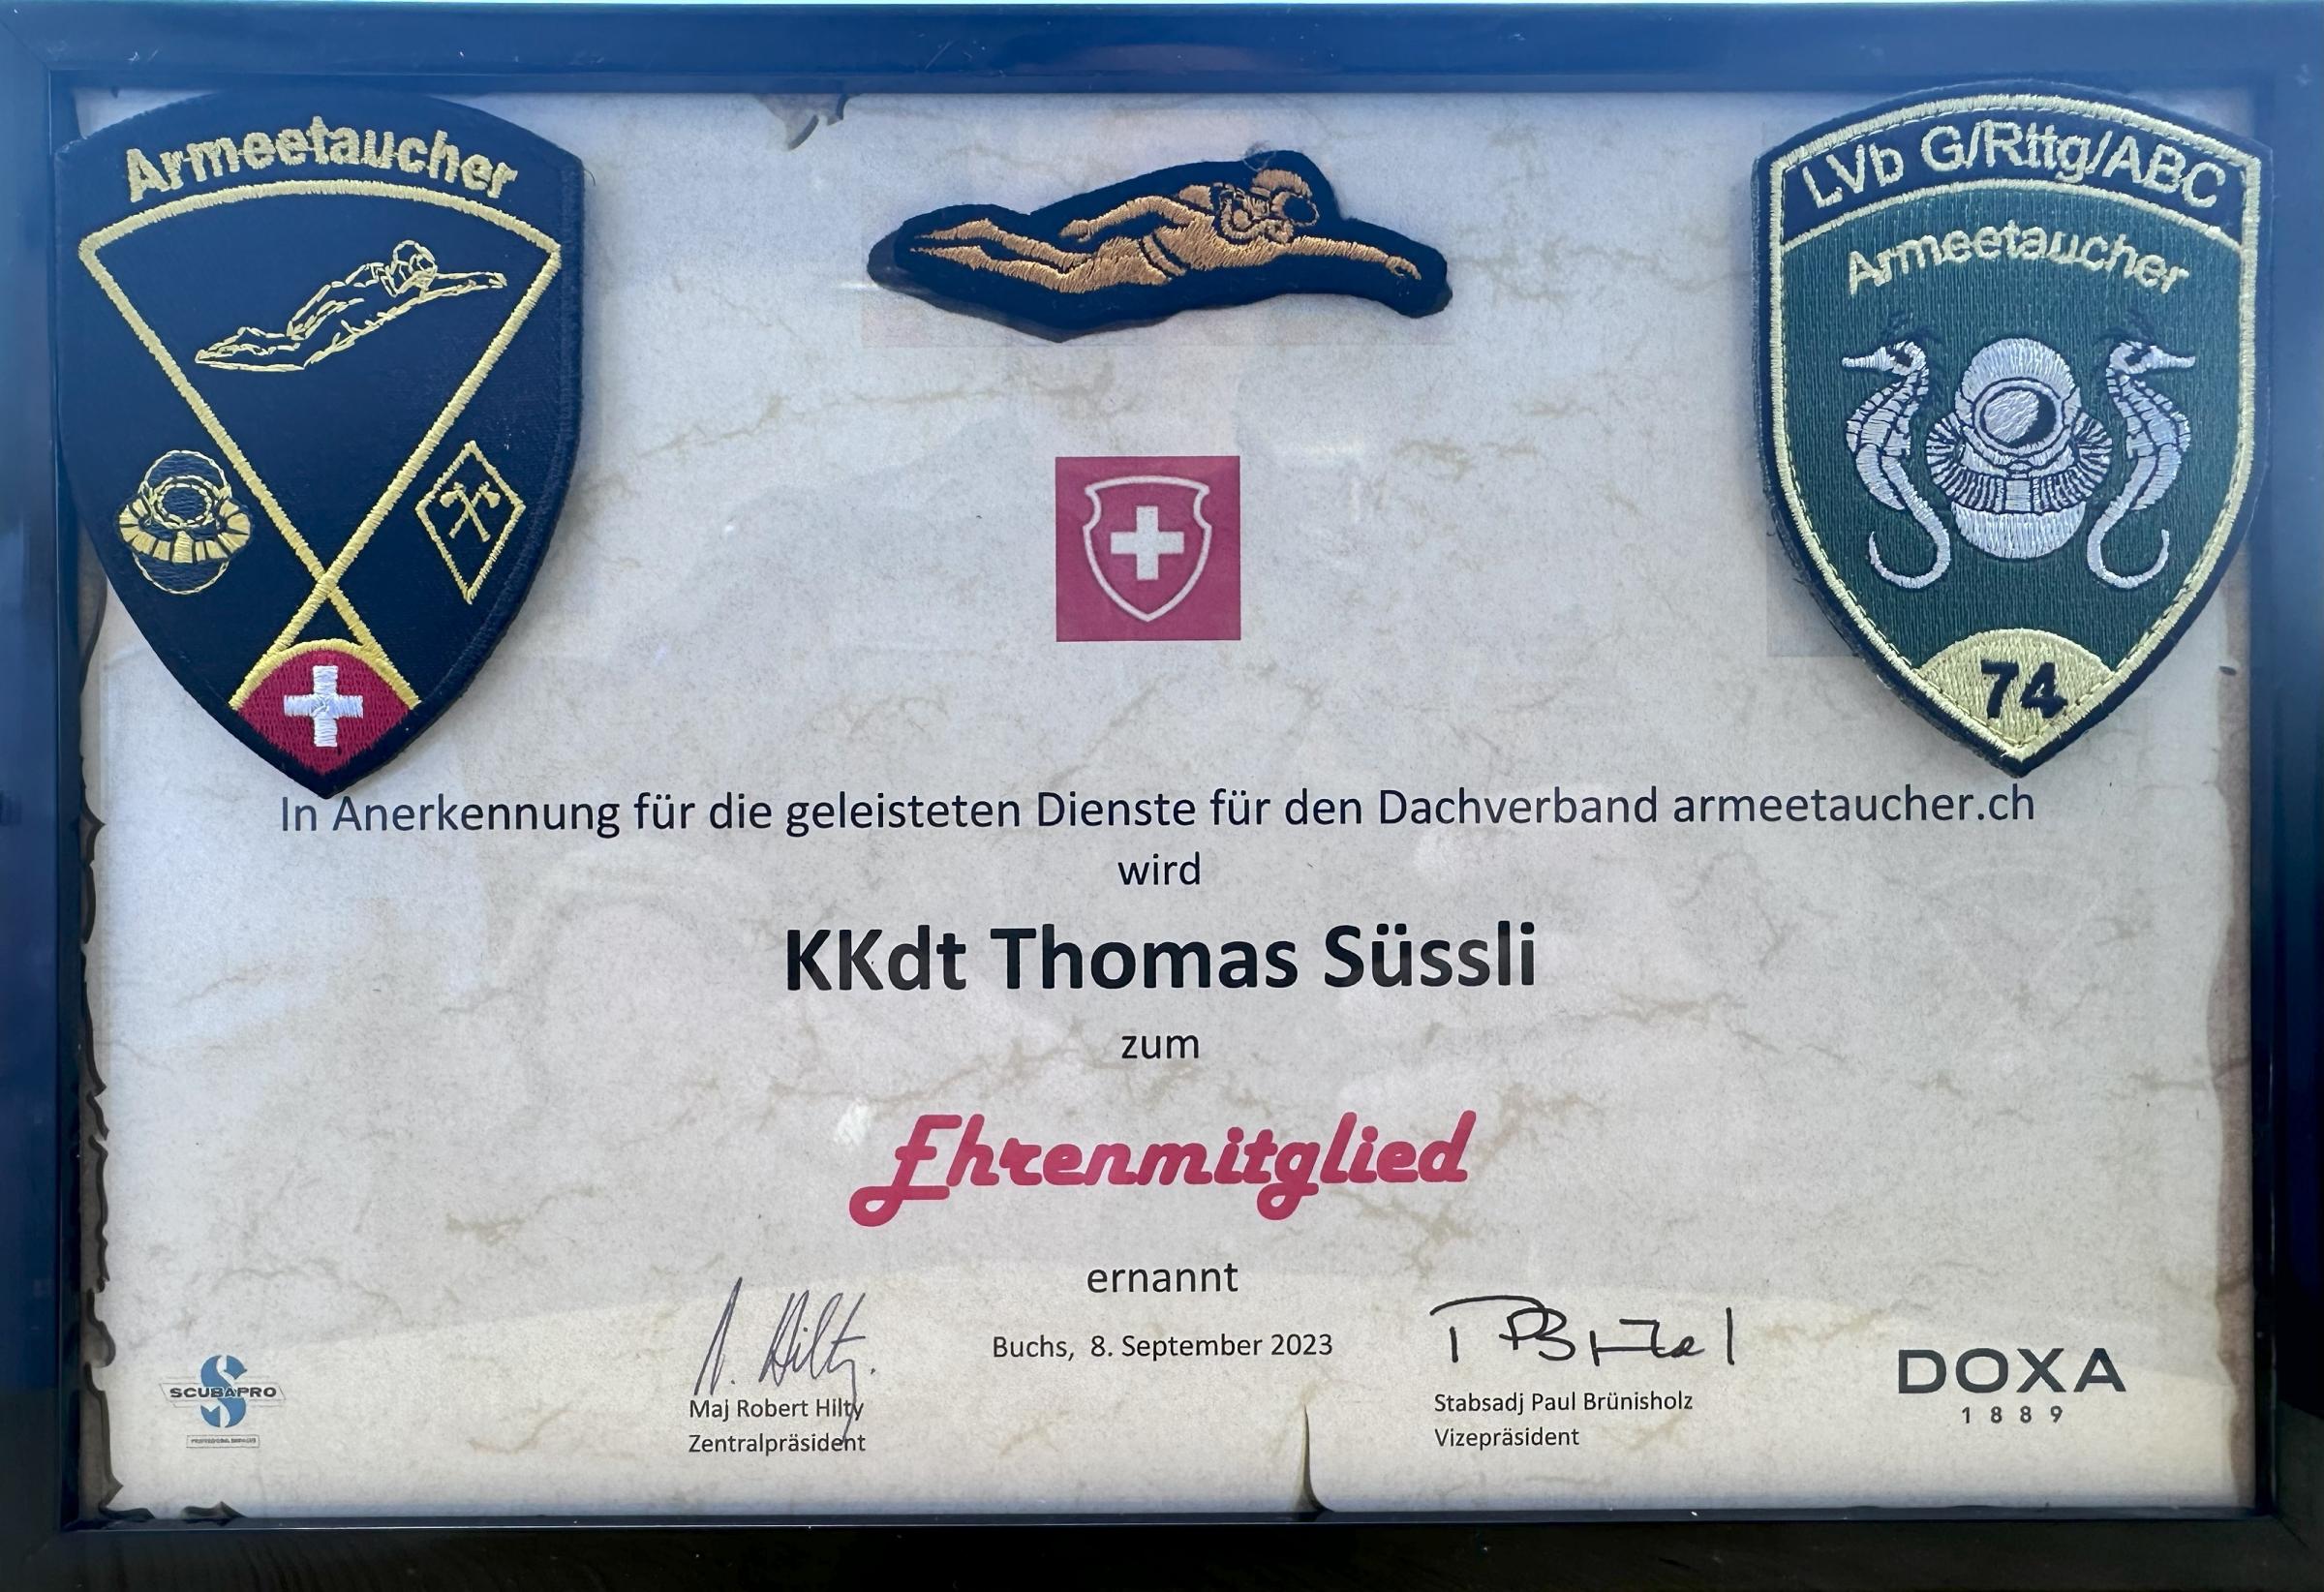 Armeetaucher
LVb G/Rttg/ABC
Armeetaucher
74
In Anerkennung für die geleisteten Dienste für den Dachverband armeetaucher.ch
wird
KKdt Thomas Süssli
zum
Ehrenmitglied
ernannt
Buchs, 8. September 2023
R. Hilty
Maj Robert Hilty
Zentralpräsident
Stabsadj Paul Brünisholz
Vizepräsident
SCUBAPRO
DOXA
1889